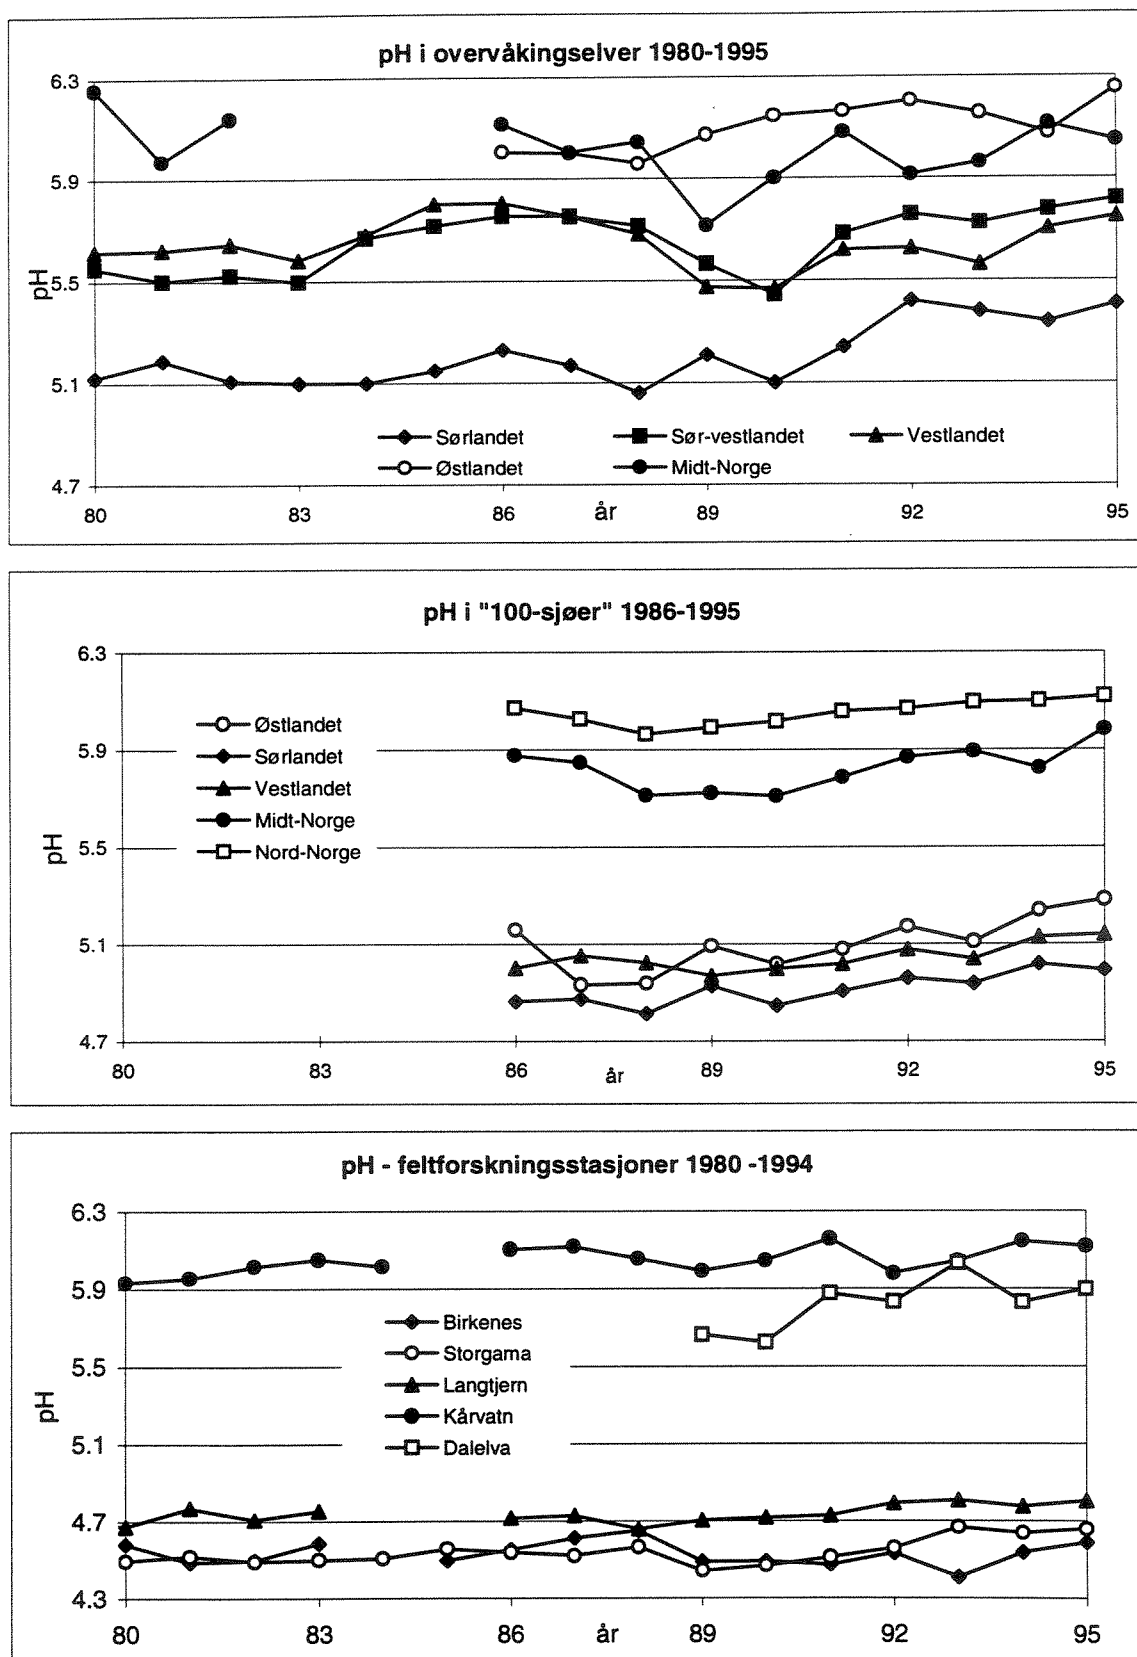 pH i overvåkingselver 1980-1995
6.3
5.9
5.5
5.1
4.7
pH
Sørlandet Sør-vestlandet Vestlandet
Østlandet Midt-Norge
80 83 86 år 89 92 95
pH i "100-sjøer" 1986-1995
6.3
5.9
5.5
5.1
4.7
pH
Østlandet
Sørlandet
Vestlandet
Midt-Norge
Nord-Norge
80 83 86 år 89 92 95
pH - feltforskningsstasjoner 1980 -1994
6.3
5.9
5.5
5.1
4.7
4.3
pH
Birkenes
Storgama
Langtjern
Kårvatn
Dalelva
80 83 86 år 89 92 95